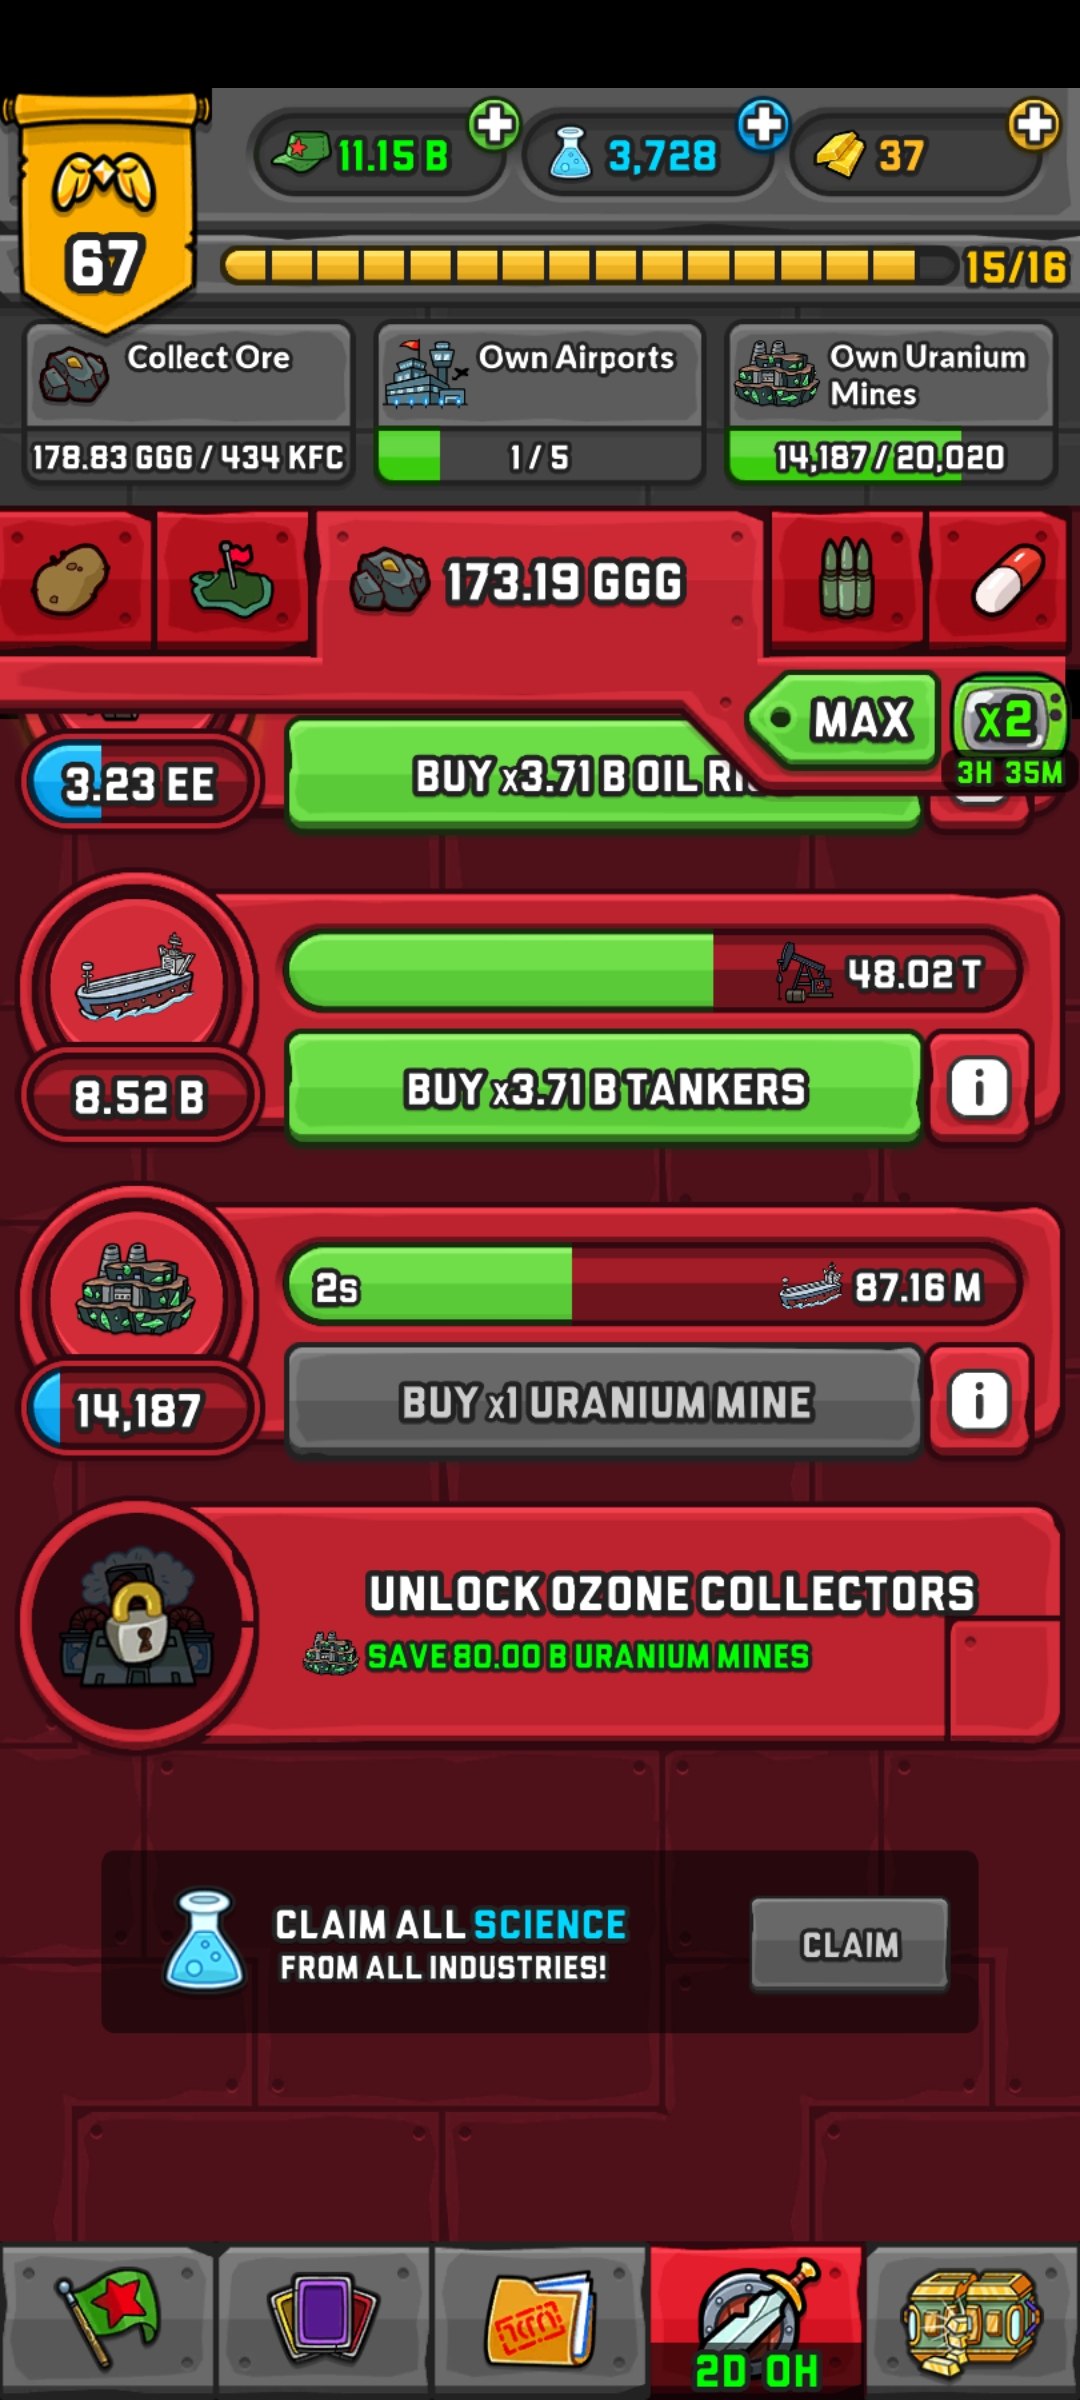 11.15 B
3,728
37
67
15/16
Collect Ore
178.83 GGG / 434 KFC
Own Airports
1 / 5
Own Uranium
Mines
14,187 / 20,020
173.19 GGG
MAX
x2
3H 35M
3.23 EE
BUY x3.71 B OIL
48.02 T
8.52 B
BUY x3.71 B TANKERS
i
2s
87.16 M
14,187
BUY x1 URANIUM MINE
i
UNLOCK OZONE COLLECTORS
SAVE 80.00 B URANIUM MINES
CLAIM ALL SCIENCE
FROM ALL INDUSTRIES!
CLAIM
2D 0H